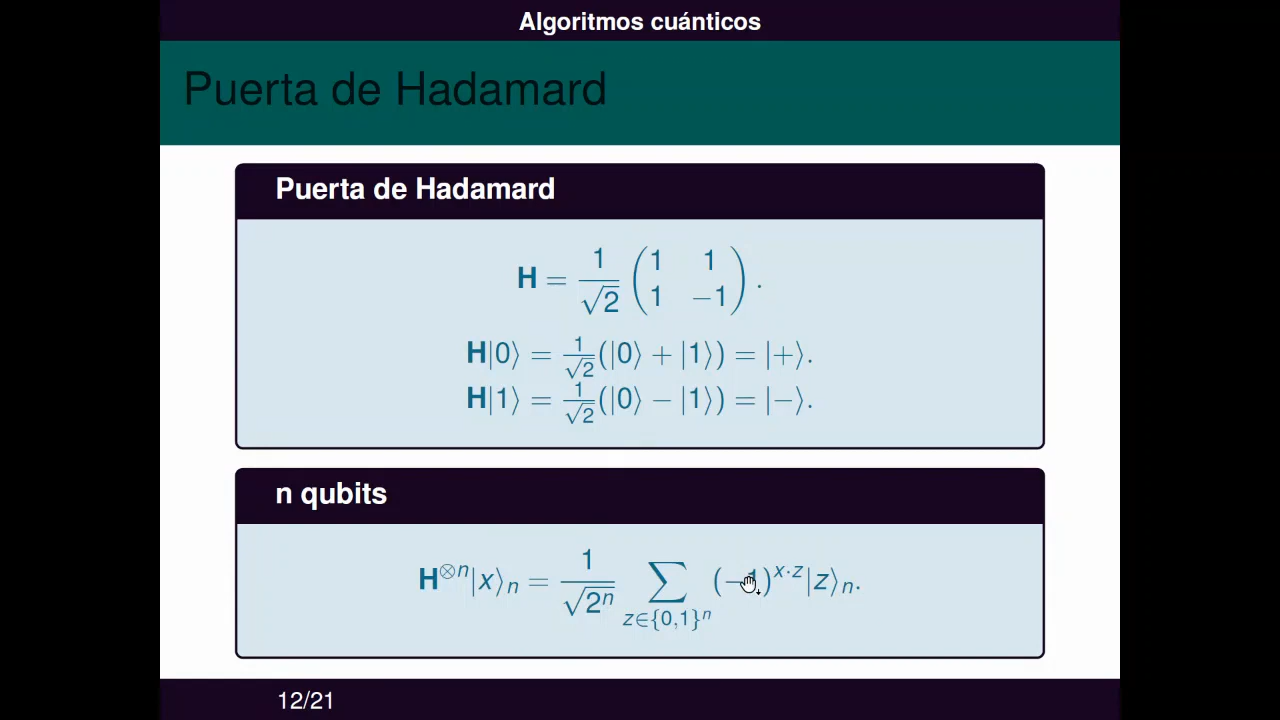 Algoritmos cuánticos
Puerta de Hadamard
Puerta de Hadamard
H = 1/√2 (1 1 ; 1 −1) .
H|0⟩ = 1/√2 (|0⟩ + |1⟩) = |+⟩.
H|1⟩ = 1/√2 (|0⟩ − |1⟩) = |−⟩.
n qubits
H^⊗n |x⟩_n = 1/√2^n ∑_{z∈{0,1}^n} (−1)^{x·z} |z⟩_n.
12/21